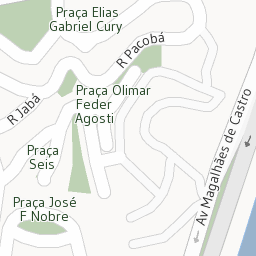 Praça Elias
Gabriel Cury
R Pacobá
Praça Olimar
Feder
Agosti
R Jabá
Praça
Seis
Av Magalhães de Castro
Praça José
F Nobre